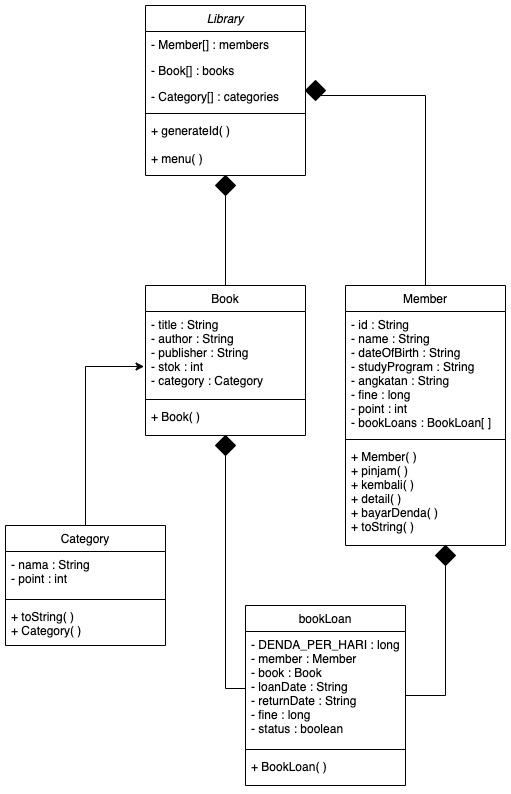 Library
- Member[] : members
- Book[] : books
- Category[] : categories
+ generateId( )
+ menu( )
Book
- title : String
- author : String
- publisher : String
- stok : int
- category : Category
+ Book( )
Member
- id : String
- name : String
- dateOfBirth : String
- studyProgram : String
- angkatan : String
- fine : long
- point : int
- bookLoans : BookLoan[ ]
+ Member( )
+ pinjam( )
+ kembali( )
+ detail( )
+ bayarDenda( )
+ toString( )
Category
- nama : String
- point : int
+ toString( )
+ Category( )
bookLoan
- DENDA_PER_HARI : long
- member : Member
- book : Book
- loanDate : String
- returnDate : String
- fine : long
- status : boolean
+ BookLoan( )